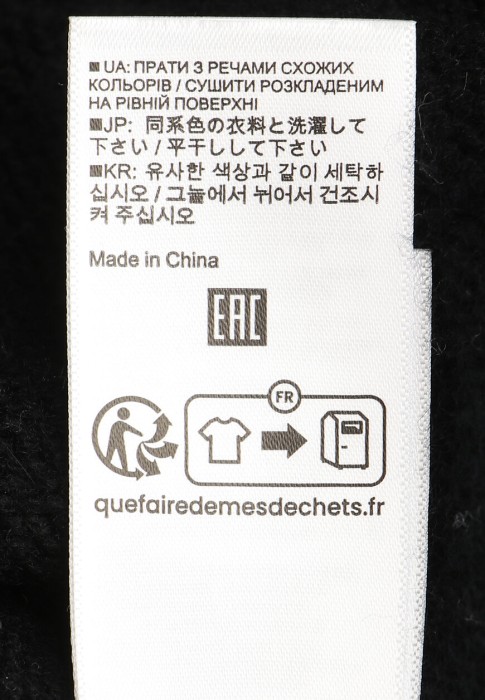 UA: ПРАТИ З РЕЧАМИ СХОЖИХ
КОЛЬОРІВ / СУШИТИ РОЗКЛАДЕНИМ
НА РІВНІЙ ПОВЕРХНІ
JP: 同系色の衣料と洗濯して
下さい / 平干しして下さい
KR: 유사한 색상과 같이 세탁하
십시오 / 그늘에서 뉘어서 건조시
켜 주십시오
Made in China
EAC
FR
quefairedemesdechets.fr